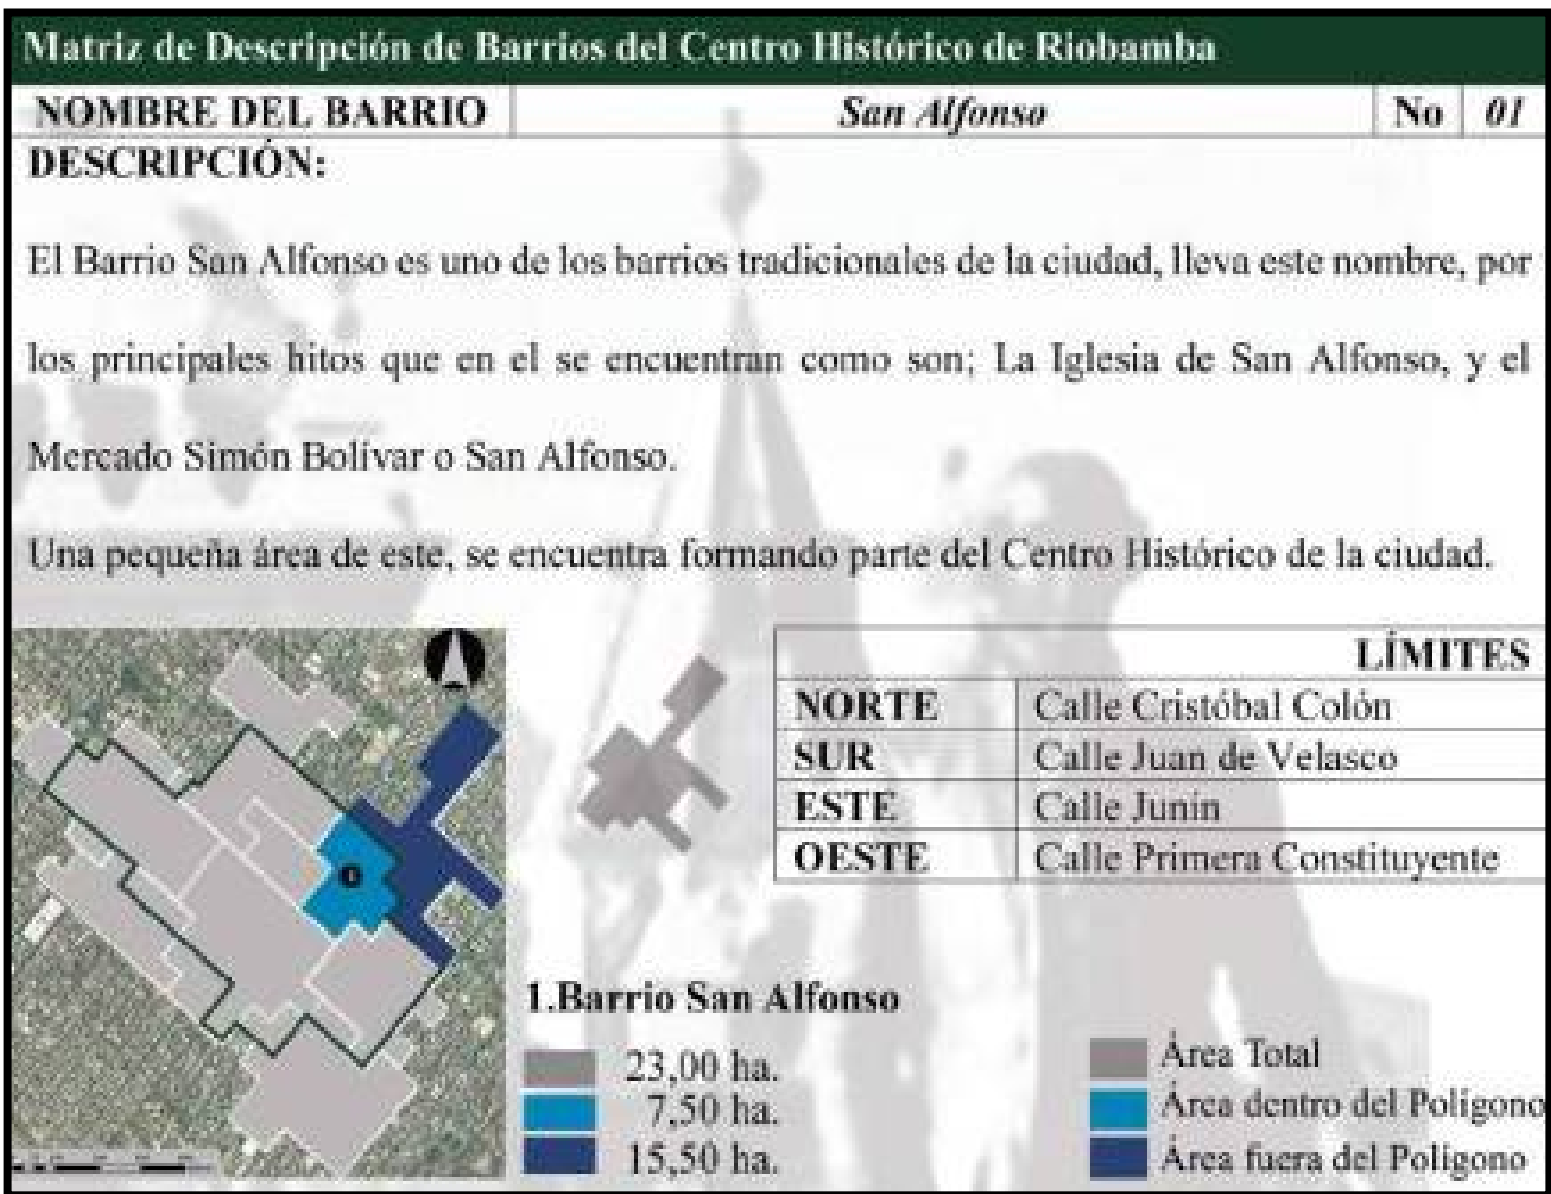 Matriz de Descripción de Barrios del Centro Histórico de Riobamba
NOMBRE DEL BARRIO San Alfonso No 01
DESCRIPCIÓN:
El Barrio San Alfonso es uno de los barrios tradicionales de la ciudad, lleva este nombre, por
los principales hitos que en el se encuentran como son; La Iglesia de San Alfonso, y el
Mercado Simón Bolívar o San Alfonso.
Una pequeña área de este, se encuentra formando parte del Centro Histórico de la ciudad.
LÍMITES
NORTE Calle Cristóbal Colón
SUR Calle Juan de Velasco
ESTE Calle Junín
OESTE Calle Primera Constituyente
1.Barrio San Alfonso
23,00 ha. Área Total
7,50 ha. Área dentro del Polígono
15,50 ha. Área fuera del Polígono